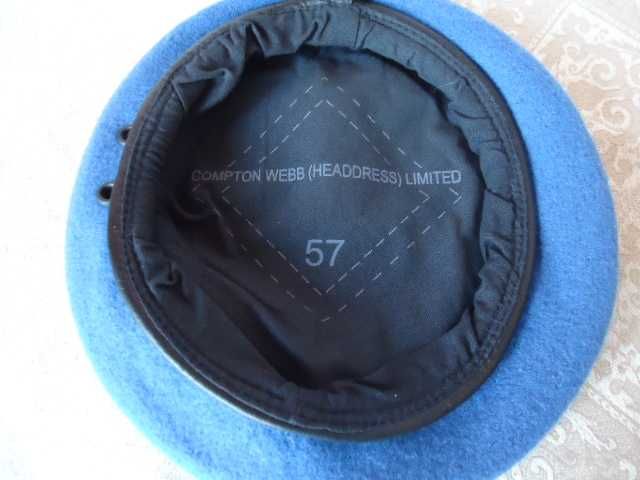 COMPTON WEBB (HEADDRESS) LIMITED
57